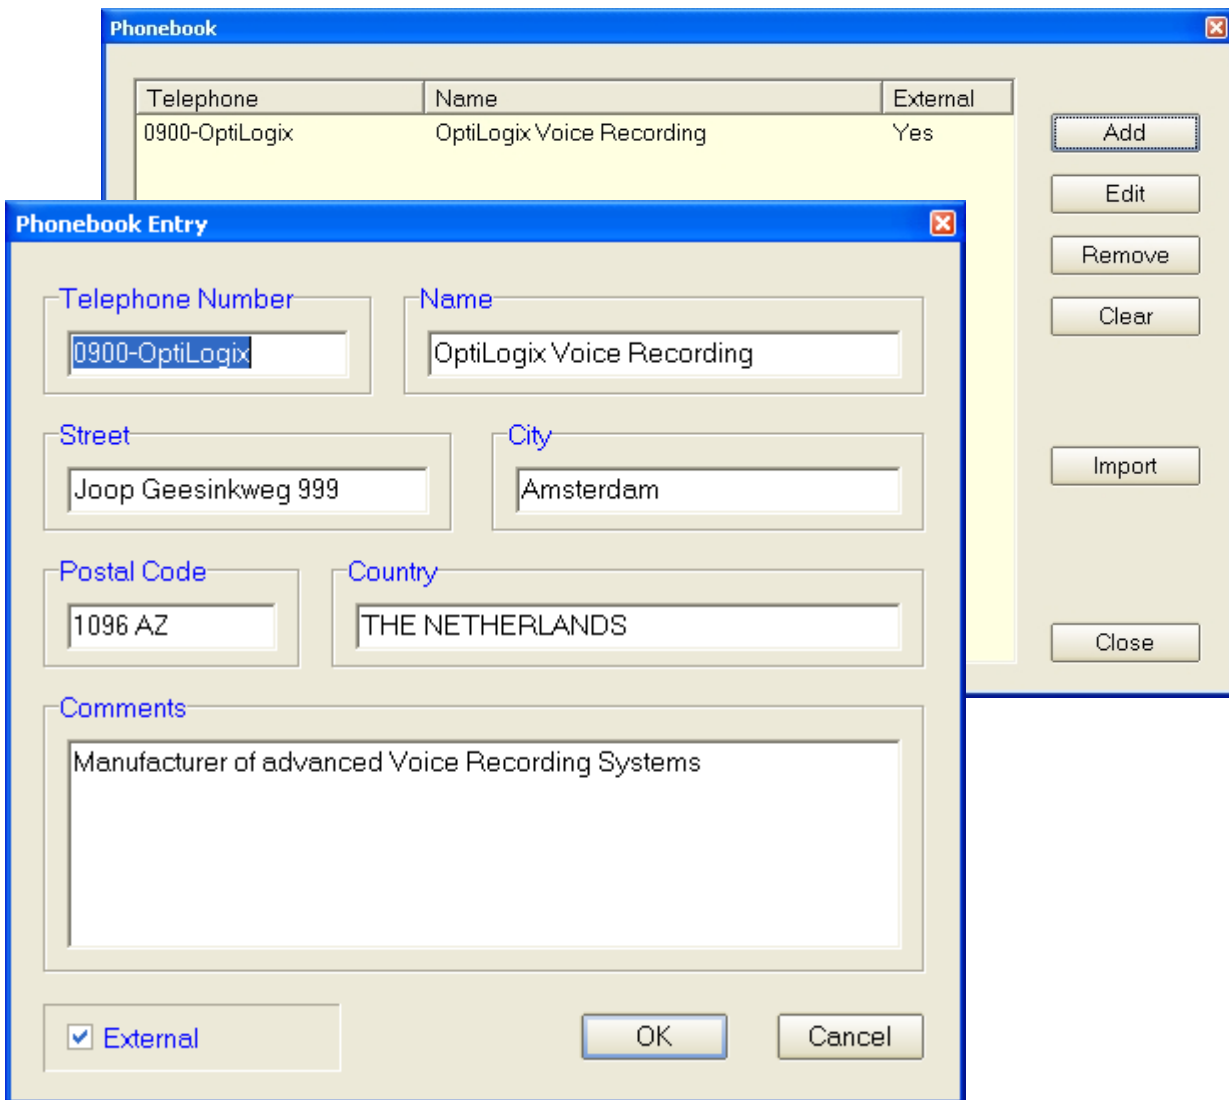 Phonebook
Telephone Name External
0900-OptiLogix OptiLogix Voice Recording Yes
Add
Edit
Remove
Clear
Import
Close
Phonebook Entry
Telephone Number Name
0900-OptiLogix OptiLogix Voice Recording
Street City
Joop Geesinkweg 999 Amsterdam
Postal Code Country
1096 AZ THE NETHERLANDS
Comments
Manufacturer of advanced Voice Recording Systems
External OK Cancel